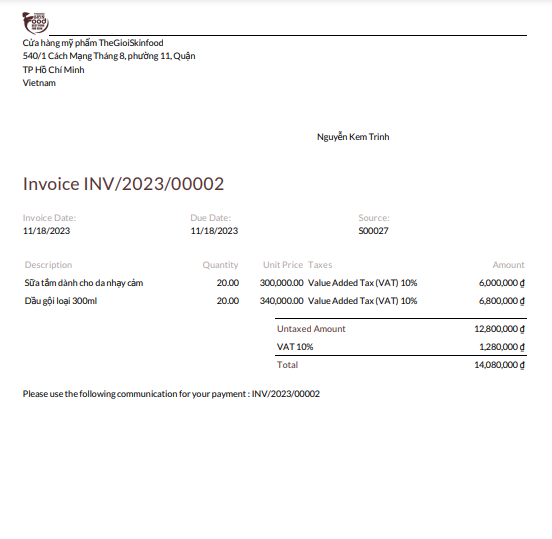 Food
Cửa hàng mỹ phẩm TheGioiSkinfood
540/1 Cách Mạng Tháng 8, phường 11, Quận
TP Hồ Chí Minh
Vietnam
Nguyễn Kem Trinh
Invoice INV/2023/00002
Invoice Date: Due Date: Source:
11/18/2023 11/18/2023 S00027
Description Quantity Unit Price Taxes Amount
Sữa tắm dành cho da nhạy cảm 20.00 300,000.00 Value Added Tax (VAT) 10% 6,000,000 ₫
Dầu gội loại 300ml 20.00 340,000.00 Value Added Tax (VAT) 10% 6,800,000 ₫
Untaxed Amount 12,800,000 ₫
VAT 10% 1,280,000 ₫
Total 14,080,000 ₫
Please use the following communication for your payment : INV/2023/00002